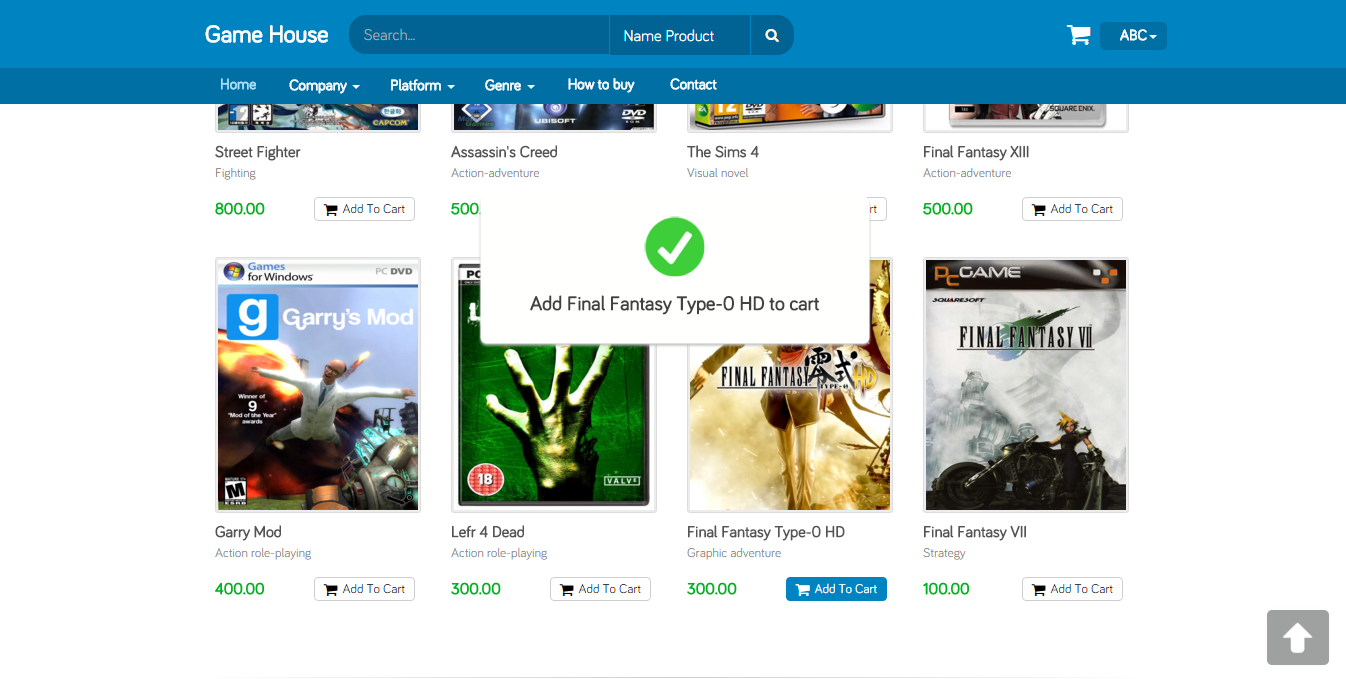 Game House
Search...
Name Product
ABC
Home
Company
Platform
Genre
How to buy
Contact
CAPCOM
UBISOFT
DVD
12
SQUARE ENIX.
Street Fighter
Assassin's Creed
The Sims 4
Final Fantasy XIII
Fighting
Action-adventure
Visual novel
Action-adventure
800.00
Add To Cart
500.
rt
500.00
Add To Cart
Add Final Fantasy Type-0 HD to cart
Games
for Windows
PC DVD
g
Garry's Mod
Winner of
9
"Mod of the Year"
awards
M
PC
L
18
VALVE
FINAL FANTASY
零式
TYPE-0
HD
PC GAME
SQUARESOFT
FINAL FANTASY VII
Garry Mod
Lefr 4 Dead
Final Fantasy Type-0 HD
Final Fantasy VII
Action role-playing
Action role-playing
Graphic adventure
Strategy
400.00
Add To Cart
300.00
Add To Cart
300.00
Add To Cart
100.00
Add To Cart